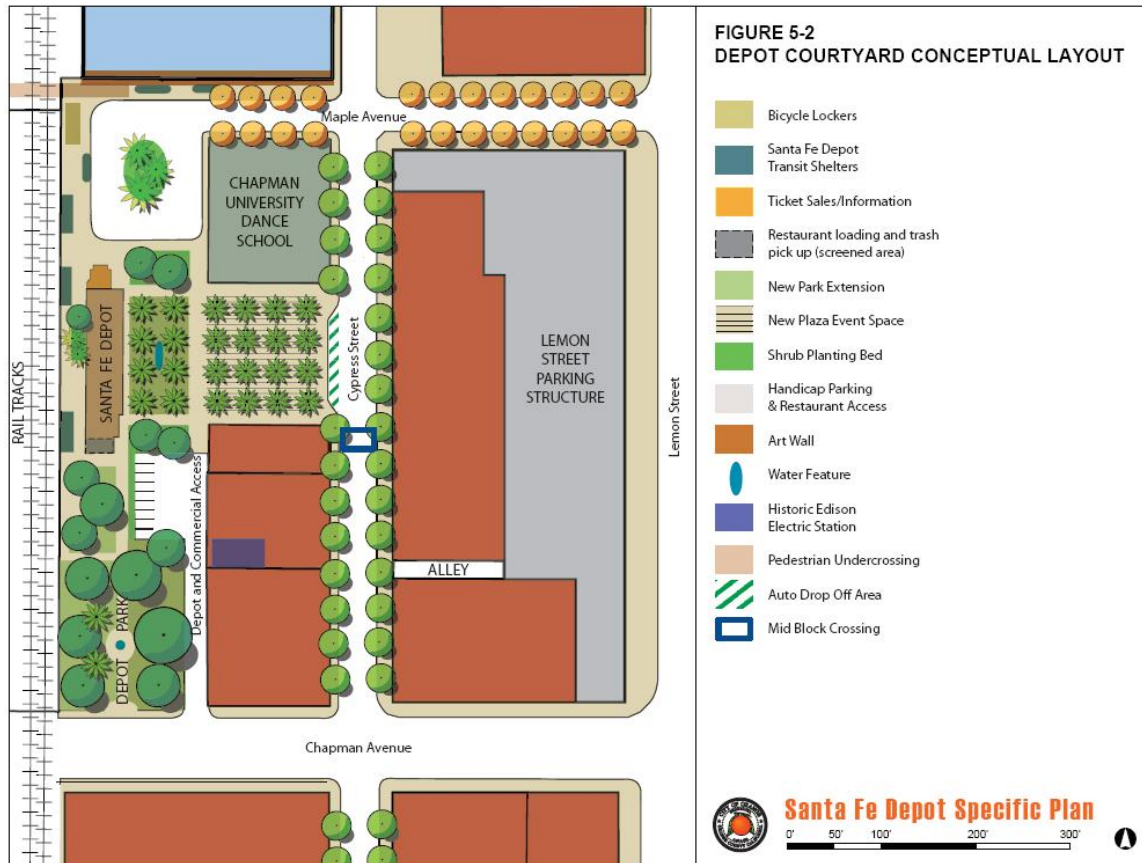 FIGURE 5-2
DEPOT COURTYARD CONCEPTUAL LAYOUT
Bicycle Lockers
Santa Fe Depot
Transit Shelters
Ticket Sales/Information
Restaurant loading and trash
pick up (screened area)
New Park Extension
New Plaza Event Space
Shrub Planting Bed
Handicap Parking
& Restaurant Access
Art Wall
Water Feature
Historic Edison
Electric Station
Pedestrian Undercrossing
Auto Drop Off Area
Mid Block Crossing
Maple Avenue
CHAPMAN
UNIVERSITY
DANCE
SCHOOL
SANTA FE DEPOT
RAIL TRACKS
Cypress Street
LEMON
STREET
PARKING
STRUCTURE
Lemon Street
Depot and Commercial Access
ALLEY
DEPOT PARK
Chapman Avenue
Santa Fe Depot Specific Plan
0' 50' 100' 200' 300'